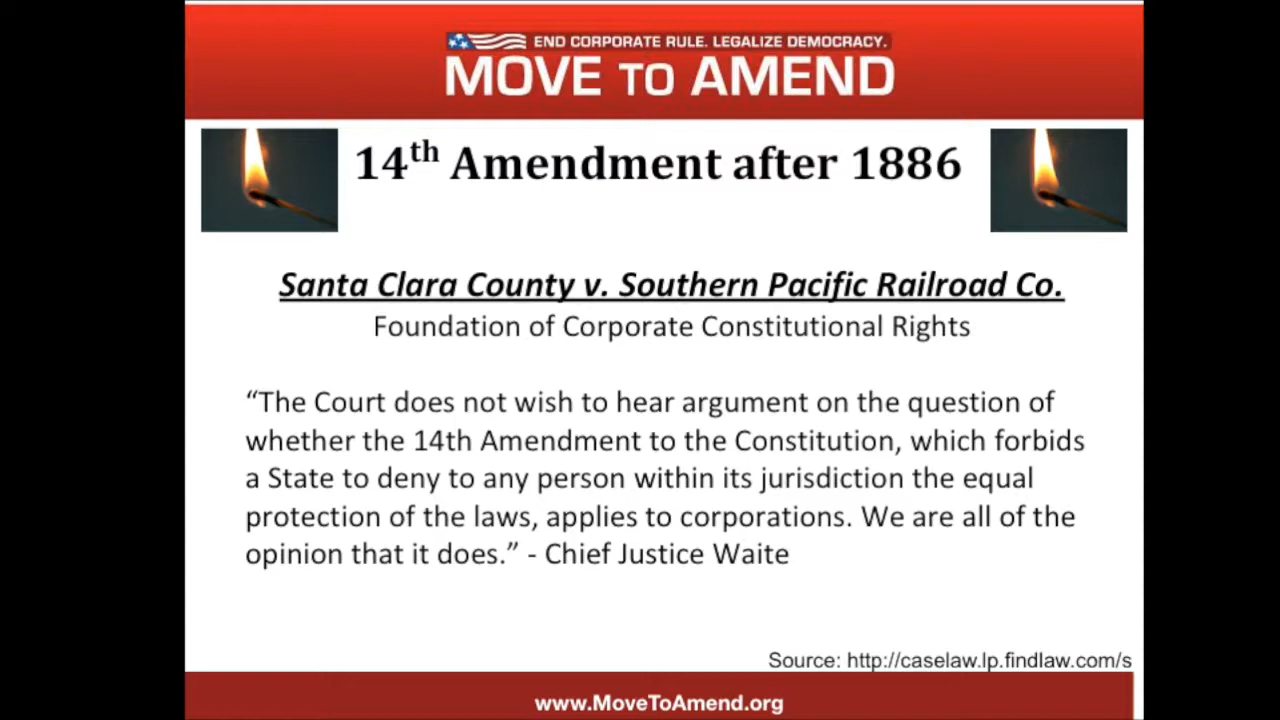 END CORPORATE RULE. LEGALIZE DEMOCRACY.
MOVE TO AMEND
14th Amendment after 1886
Santa Clara County v. Southern Pacific Railroad Co.
Foundation of Corporate Constitutional Rights
“The Court does not wish to hear argument on the question of
whether the 14th Amendment to the Constitution, which forbids
a State to deny to any person within its jurisdiction the equal
protection of the laws, applies to corporations. We are all of the
opinion that it does.” - Chief Justice Waite
Source: http://caselaw.lp.findlaw.com/s
www.MoveToAmend.org